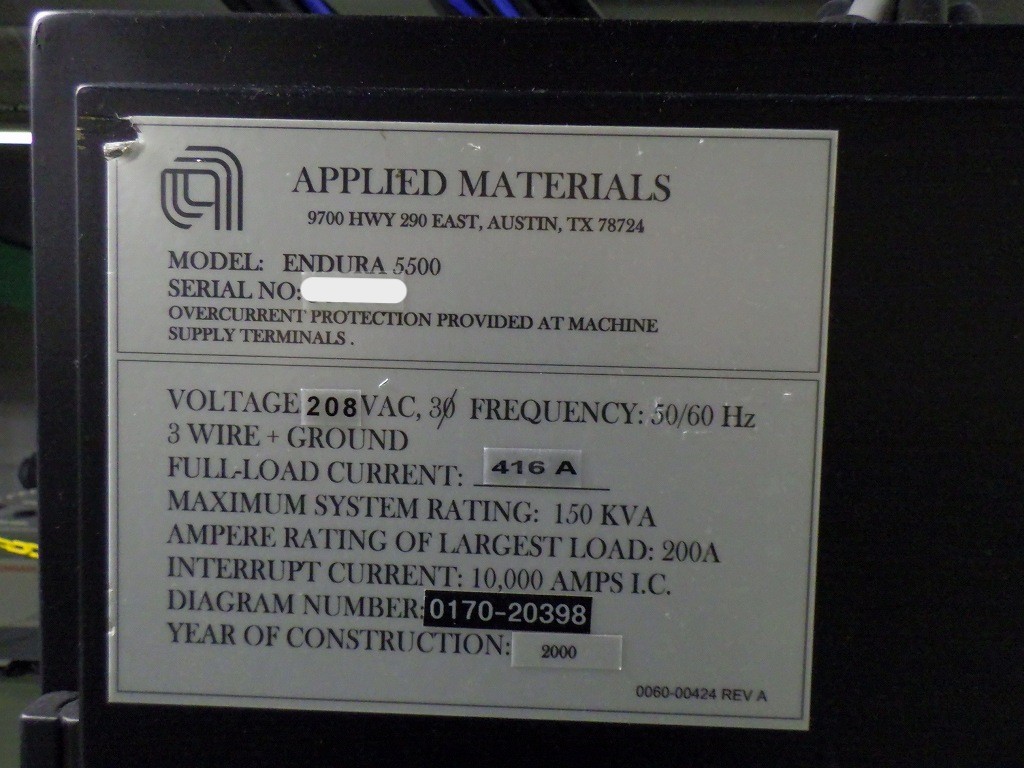 APPLIED MATERIALS
9700 HWY 290 EAST, AUSTIN, TX 78724
MODEL: ENDURA 5500
SERIAL NO:
OVERCURRENT PROTECTION PROVIDED AT MACHINE
SUPPLY TERMINALS .
VOLTAGE 208 VAC, 3ø FREQUENCY: 50/60 Hz
3 WIRE + GROUND
FULL-LOAD CURRENT: 416 A
MAXIMUM SYSTEM RATING: 150 KVA
AMPERE RATING OF LARGEST LOAD: 200A
INTERRUPT CURRENT: 10,000 AMPS I.C.
DIAGRAM NUMBER: 0170-20398
YEAR OF CONSTRUCTION: 2000
0060-00424 REV A